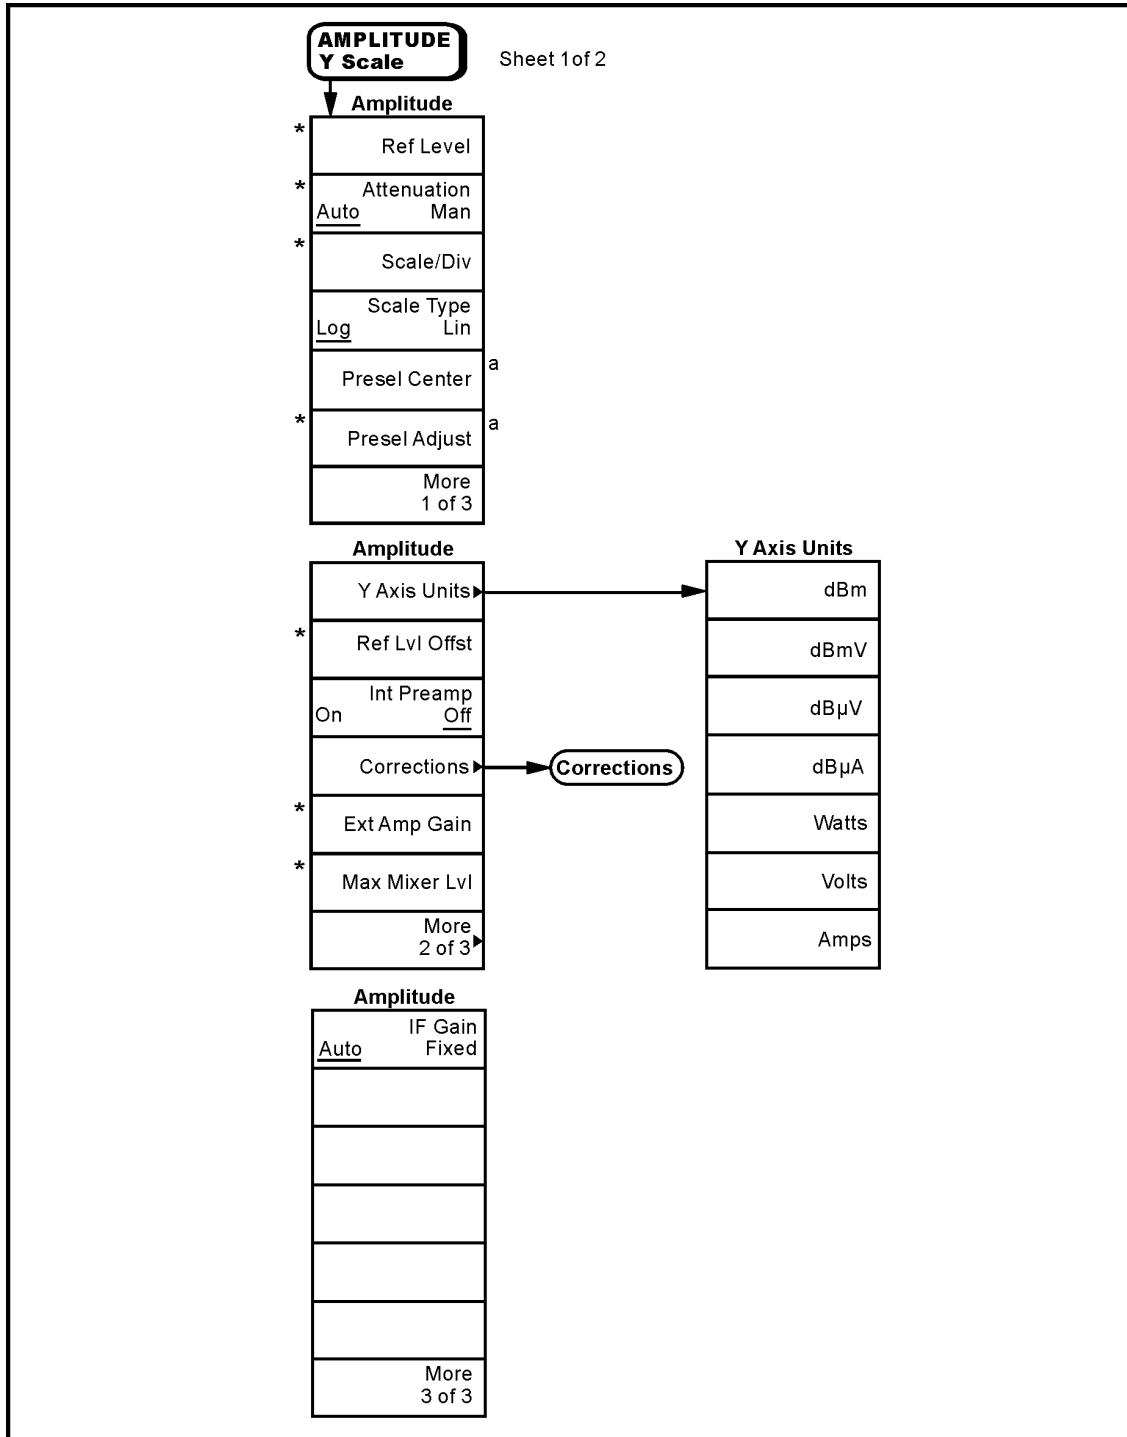 AMPLITUDE
Y Scale
Sheet 1of 2
Amplitude
*
Ref Level
*
Attenuation
Auto Man
*
Scale/Div
Scale Type
Log Lin
Presel Center
a
*
Presel Adjust
a
More
1 of 3
Amplitude
Y Axis Units
*
Ref Lvl Offst
Int Preamp
On Off
Corrections
Corrections
*
Ext Amp Gain
*
Max Mixer Lvl
More
2 of 3
Y Axis Units
dBm
dBmV
dBµV
dBµA
Watts
Volts
Amps
Amplitude
IF Gain
Auto Fixed
More
3 of 3